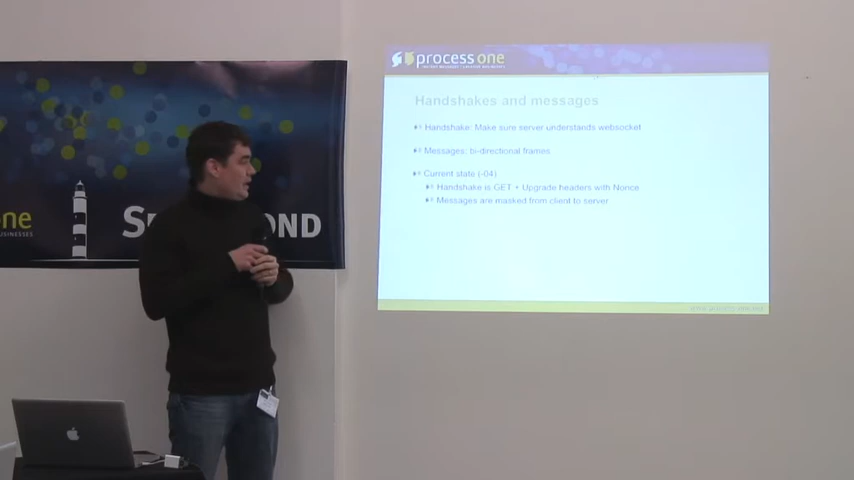 process one
Handshakes and messages
Handshake: Make sure server understands websocket
Messages: bi-directional frames
Current state (-04)
Handshake is GET + Upgrade headers with Nonce
Messages are masked from client to server
ne